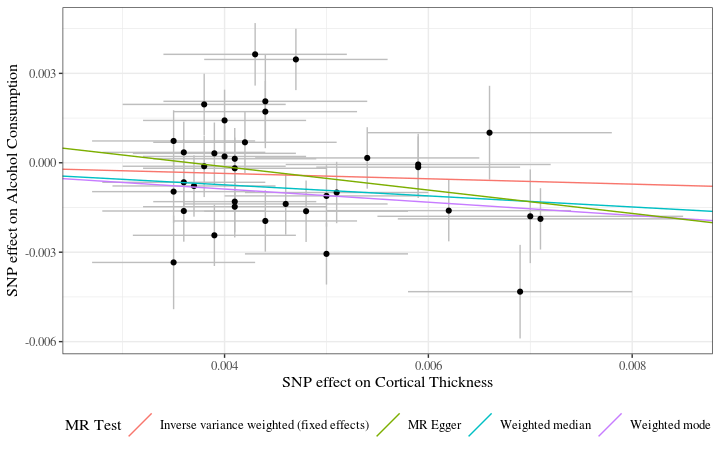 SNP effect on Alcohol Consumption
0.003
0.000
-0.003
-0.006
0.004
0.006
0.008
SNP effect on Cortical Thickness
MR Test
Inverse variance weighted (fixed effects)
MR Egger
Weighted median
Weighted mode